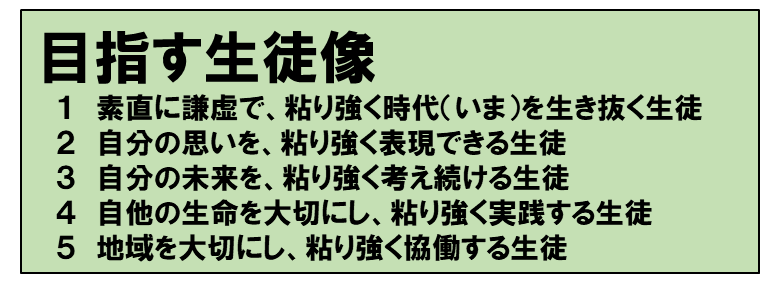 目指す生徒像
1 素直に謙虚で、粘り強く時代（いま）を生き抜く生徒
2 自分の思いを、粘り強く表現できる生徒
3 自分の未来を、粘り強く考え続ける生徒
4 自他の生命を大切にし、粘り強く実践する生徒
5 地域を大切にし、粘り強く協働する生徒